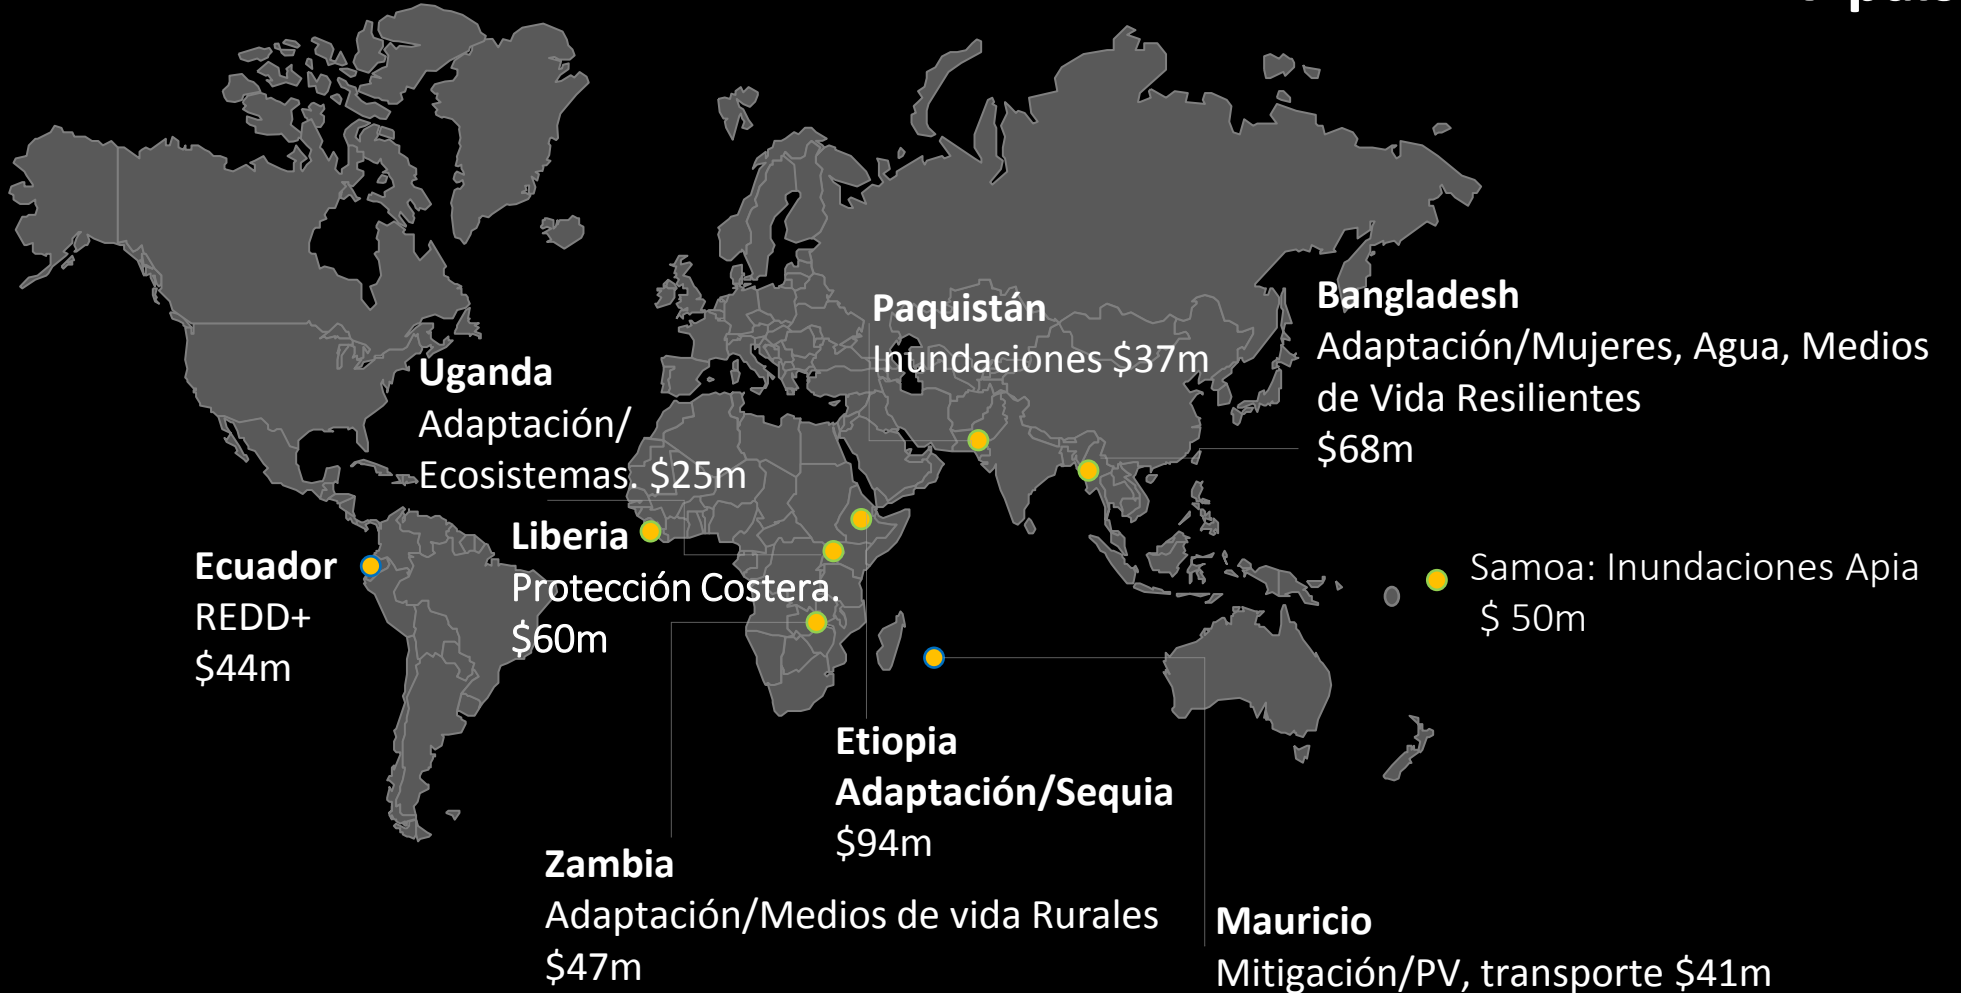 Paquistán
Inundaciones $37m
Bangladesh
Adaptación/Mujeres, Agua, Medios
de Vida Resilientes
$68m
Uganda
Adaptación/
Ecosistemas. $25m
Liberia
Protección Costera.
$60m
Ecuador
REDD+
$44m
Samoa: Inundaciones Apia
$ 50m
Etiopia
Adaptación/Sequia
$94m
Zambia
Adaptación/Medios de vida Rurales
$47m
Mauricio
Mitigación/PV, transporte $41m